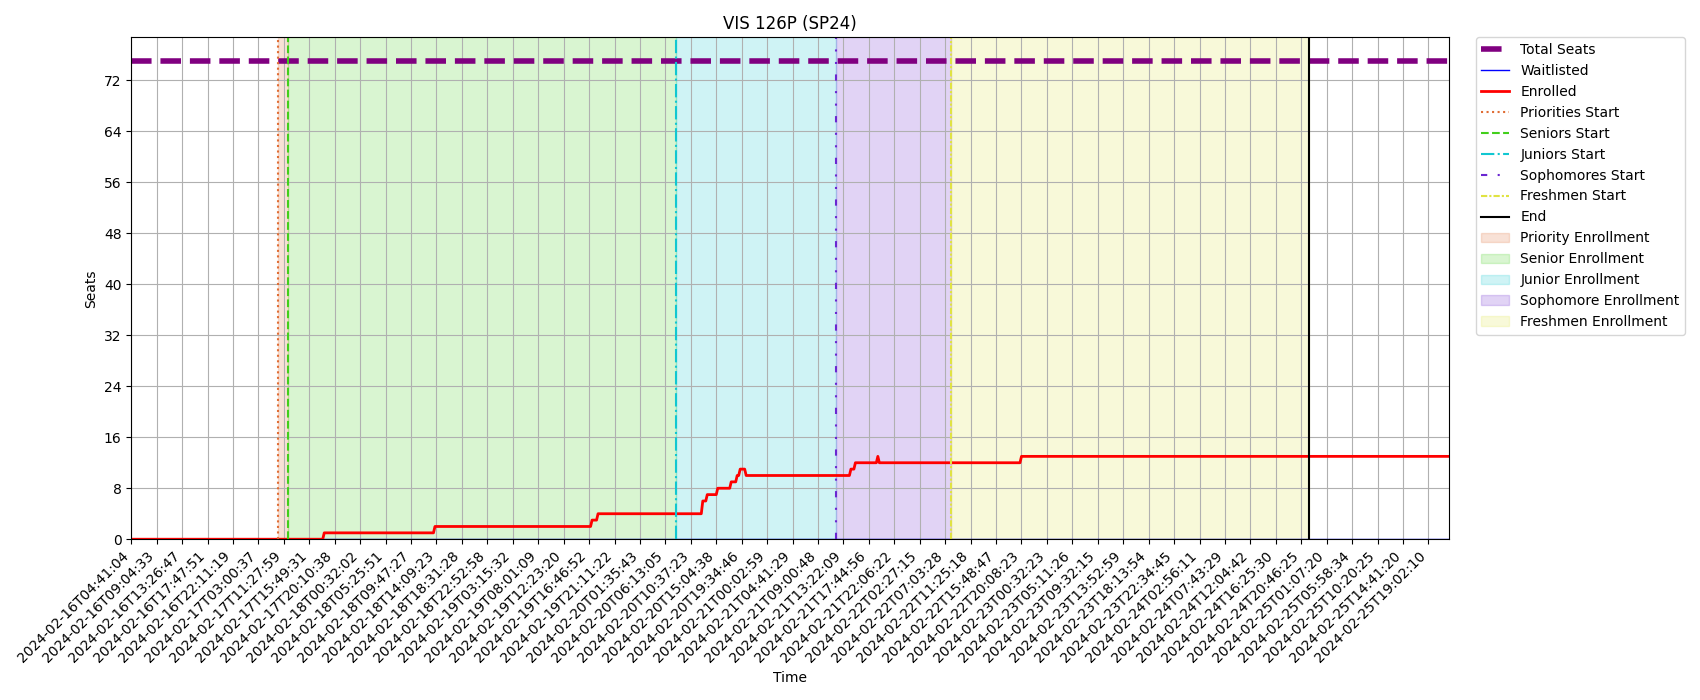 VIS 126P (SP24)
Total Seats
Waitlisted
Enrolled
Priorities Start
Seniors Start
Juniors Start
Sophomores Start
Freshmen Start
End
Priority Enrollment
Senior Enrollment
Junior Enrollment
Sophomore Enrollment
Freshmen Enrollment
Seats
72
64
56
48
40
32
24
16
8
0
2024-02-16T04:41:04
2024-02-16T09:04:33
2024-02-16T13:26:47
2024-02-16T17:47:51
2024-02-16T22:11:19
2024-02-17T03:00:37
2024-02-17T11:27:59
2024-02-17T15:49:31
2024-02-17T20:10:38
2024-02-18T00:32:02
2024-02-18T05:25:51
2024-02-18T09:47:27
2024-02-18T14:09:23
2024-02-18T18:31:28
2024-02-18T22:52:58
2024-02-19T03:15:32
2024-02-19T08:01:09
2024-02-19T12:23:20
2024-02-19T16:46:52
2024-02-19T21:11:22
2024-02-20T01:35:43
2024-02-20T06:13:05
2024-02-20T10:37:23
2024-02-20T15:04:38
2024-02-20T19:34:46
2024-02-21T00:02:59
2024-02-21T04:41:29
2024-02-21T09:00:48
2024-02-21T13:22:09
2024-02-21T17:44:56
2024-02-21T22:06:22
2024-02-22T02:27:15
2024-02-22T07:03:28
2024-02-22T11:25:18
2024-02-22T15:48:47
2024-02-22T20:08:23
2024-02-23T00:32:23
2024-02-23T05:11:26
2024-02-23T09:32:15
2024-02-23T13:52:59
2024-02-23T18:13:54
2024-02-23T22:34:45
2024-02-24T02:56:11
2024-02-24T07:43:29
2024-02-24T12:04:42
2024-02-24T16:25:30
2024-02-24T20:46:25
2024-02-25T01:07:20
2024-02-25T05:58:34
2024-02-25T10:20:25
2024-02-25T14:41:20
2024-02-25T19:02:10
Time